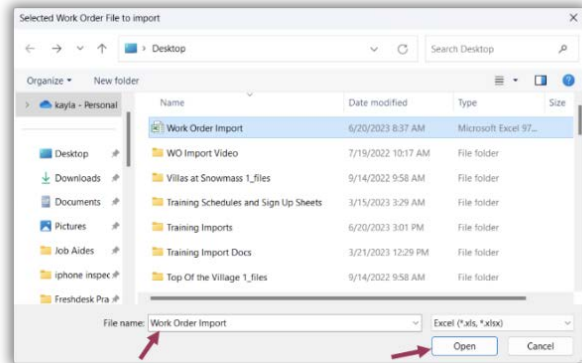 Selected Work Order File to import
Desktop
Search Desktop
Organize
New folder
kayla - Personal
Name Date modified Type Size
Work Order Import 6/20/2023 8:37 AM Microsoft Excel 97...
Desktop
WO Import Video 7/19/2022 10:17 AM File folder
Downloads
Villas at Snowmass 1_files 9/14/2022 9:58 AM File folder
Documents
Training Schedules and Sign Up Sheets 3/15/2023 3:29 AM File folder
Pictures
Training Imports 6/20/2023 3:01 PM File folder
Job Aides
Training Import Docs 3/21/2023 12:29 PM File folder
iphone inspec
Top Of the Village 1_files 9/14/2022 9:58 AM File folder
Freshdesk Pra
File name: Work Order Import Excel (*.xls, *.xlsx)
Open Cancel